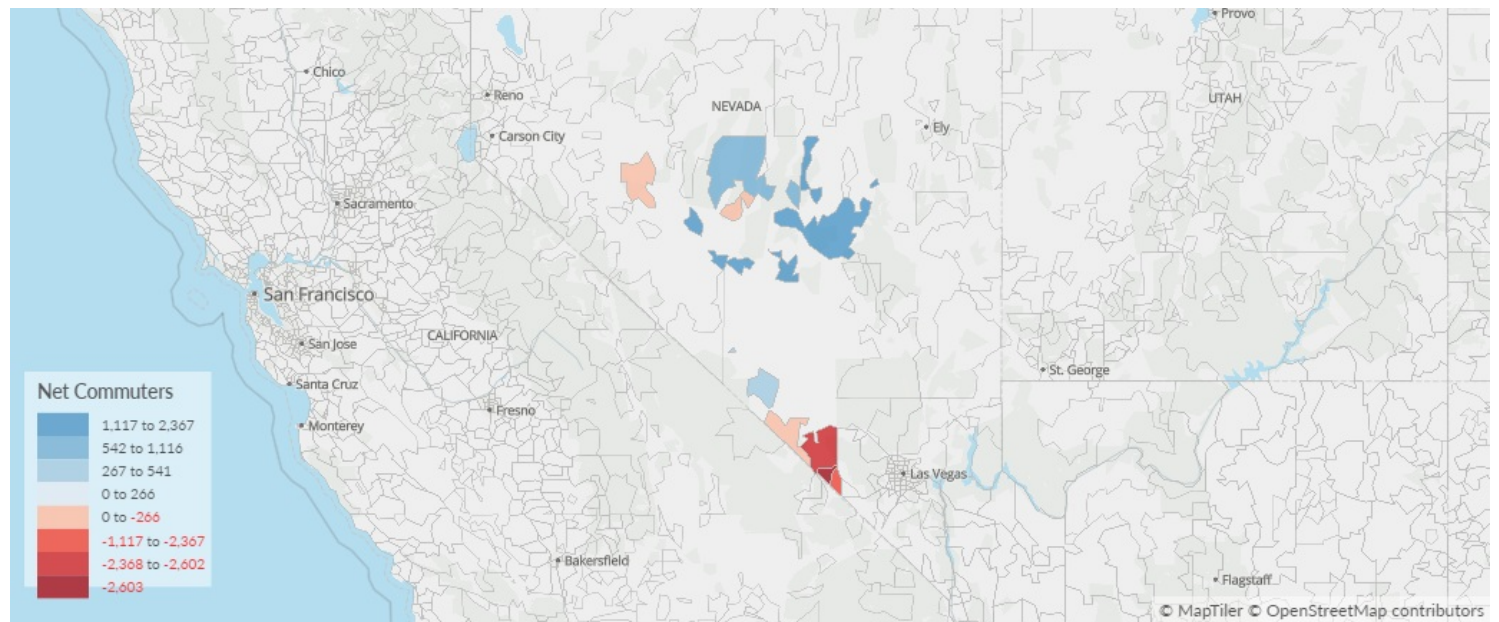 Provo
Chico
UTAH
Reno
NEVADA
Carson City
Ely
Sacramento
San Francisco
CALIFORNIA
San Jose
St. George
Santa Cruz
Fresno
Monterey
Las Vegas
Bakersfield
Flagstaff
Net Commuters
1,117 to 2,367
542 to 1,116
267 to 541
0 to 266
0 to -266
-1,117 to -2,367
-2,368 to -2,602
-2,603
© MapTiler © OpenStreetMap contributors